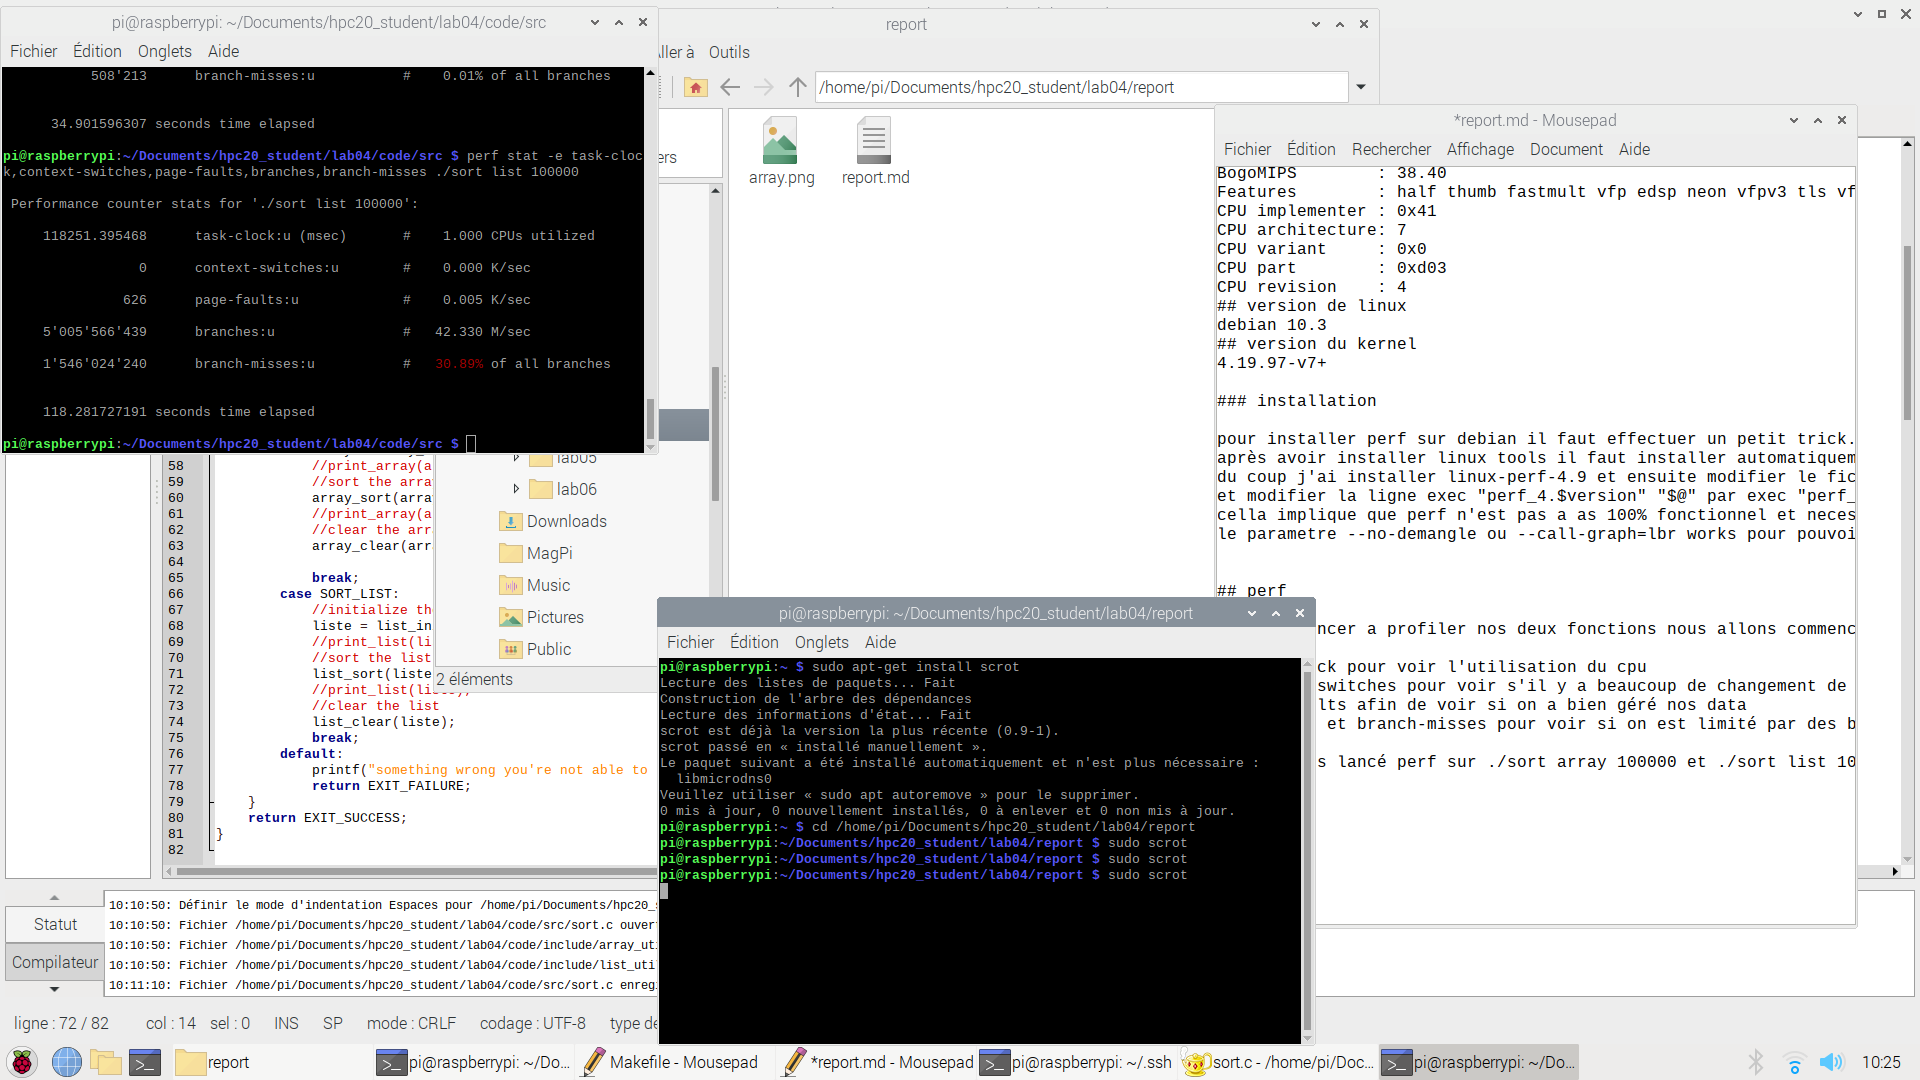 pi@raspberrypi: ~/Documents/hpc20_student/lab04/code/src
Fichier Édition Onglets Aide
508'213 branch-misses:u # 0.01% of all branches
34.901596307 seconds time elapsed
pi@raspberrypi:~/Documents/hpc20_student/lab04/code/src $ perf stat -e task-cloc
k,context-switches,page-faults,branches,branch-misses ./sort list 100000
Performance counter stats for './sort list 100000':
118251.395468 task-clock:u (msec) # 1.000 CPUs utilized
0 context-switches:u # 0.000 K/sec
626 page-faults:u # 0.005 K/sec
5'005'566'439 branches:u # 42.330 M/sec
1'546'024'240 branch-misses:u # 30.89% of all branches
118.281727191 seconds time elapsed
pi@raspberrypi:~/Documents/hpc20_student/lab04/code/src $
report
ller à Outils
/home/pi/Documents/hpc20_student/lab04/report
ers
array.png
report.md
lab05
lab06
Downloads
MagPi
Music
Pictures
Public
2 éléments
*report.md - Mousepad
Fichier Édition Rechercher Affichage Document Aide
BogoMIPS : 38.40
Features : half thumb fastmult vfp edsp neon vfpv3 tls vf
CPU implementer : 0x41
CPU architecture: 7
CPU variant : 0x0
CPU part : 0xd03
CPU revision : 4
## version de linux
debian 10.3
## version du kernel
4.19.97-v7+
### installation
pour installer perf sur debian il faut effectuer un petit trick.
après avoir installer linux tools il faut installer automatiquem
du coup j'ai installer linux-perf-4.9 et ensuite modifier le fic
et modifier la ligne exec "perf_4.$version" "$@" par exec "perf_
cella implique que perf n'est pas a as 100% fonctionnel et neces
le parametre --no-demangle ou --call-graph=lbr works pour pouvoi
## perf
ncer a profiler nos deux fonctions nous allons commenc
ck pour voir l'utilisation du cpu
switches pour voir s'il y a beaucoup de changement de
lts afin de voir si on a bien géré nos data
et branch-misses pour voir si on est limité par des b
s lancé perf sur ./sort array 100000 et ./sort list 10
58 //print_array(a
59 //sort the arra
60 array_sort(arra
61 //print_array(a
62 //clear the arr
63 array_clear(arr
64
65 break;
66 case SORT_LIST:
67 //initialize the
68 liste = list_in
69 //print_list(li
70 //sort the list
71 list_sort(liste
72 //print_list(liste);
73 //clear the list
74 list_clear(liste);
75 break;
76 default:
77 printf("something wrong you're not able to
78 return EXIT_FAILURE;
79 }
80 return EXIT_SUCCESS;
81 }
82
pi@raspberrypi: ~/Documents/hpc20_student/lab04/report
Fichier Édition Onglets Aide
pi@raspberrypi:~ $ sudo apt-get install scrot
Lecture des listes de paquets... Fait
Construction de l'arbre des dépendances
Lecture des informations d'état... Fait
scrot est déjà la version la plus récente (0.9-1).
scrot passé en « installé manuellement ».
Le paquet suivant a été installé automatiquement et n'est plus nécessaire :
libmicrodns0
Veuillez utiliser « sudo apt autoremove » pour le supprimer.
0 mis à jour, 0 nouvellement installés, 0 à enlever et 0 non mis à jour.
pi@raspberrypi:~ $ cd /home/pi/Documents/hpc20_student/lab04/report
pi@raspberrypi:~/Documents/hpc20_student/lab04/report $ sudo scrot
pi@raspberrypi:~/Documents/hpc20_student/lab04/report $ sudo scrot
pi@raspberrypi:~/Documents/hpc20_student/lab04/report $ sudo scrot
Statut
Compilateur
10:10:50: Définir le mode d'indentation Espaces pour /home/pi/Documents/hpc20_s
10:10:50: Fichier /home/pi/Documents/hpc20_student/lab04/code/src/sort.c ouver
10:10:50: Fichier /home/pi/Documents/hpc20_student/lab04/code/include/array_uti
10:10:50: Fichier /home/pi/Documents/hpc20_student/lab04/code/include/list_util
10:11:10: Fichier /home/pi/Documents/hpc20_student/lab04/code/src/sort.c enregi
ligne : 72 / 82 col : 14 sel : 0 INS SP mode : CRLF codage : UTF-8 type de
report
pi@raspberrypi: ~/Do...
Makefile - Mousepad
*report.md - Mousepad
pi@raspberrypi: ~/.ssh
sort.c - /home/pi/Doc...
pi@raspberrypi: ~/Do...
10:25